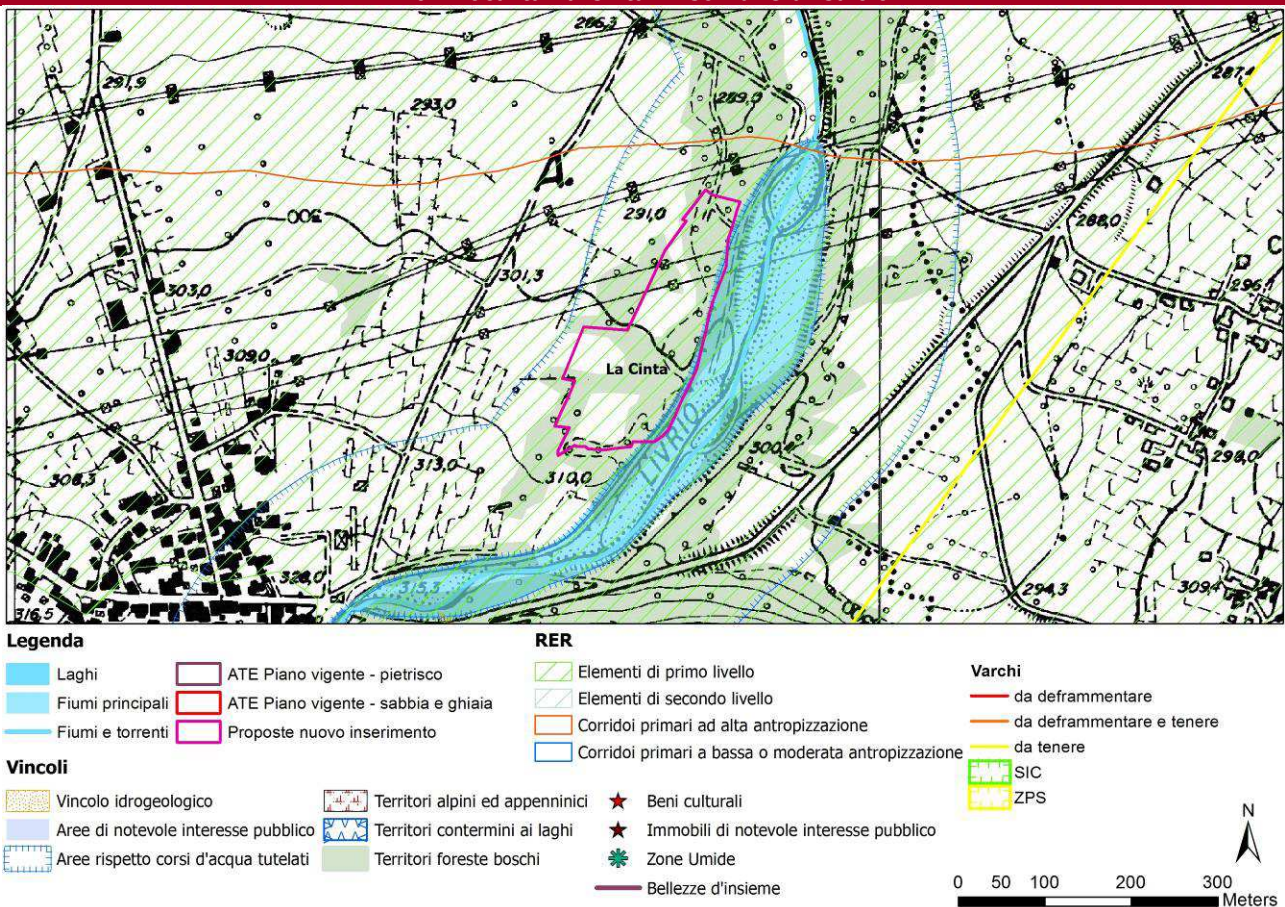 286,3
291,9
293,0
289,0
287,4
300
291,0
288,0
301.3
303,0
296,1
309,0
La Cinta
LIVRIO
308,3
313,0
310,0
298,0
328,0
315.3
316,5
294,3
309,4
Legenda
Laghi
Fiumi principali
Fiumi e torrenti
ATE Piano vigente - pietrisco
ATE Piano vigente - sabbia e ghiaia
Proposte nuovo inserimento
RER
Elementi di primo livello
Elementi di secondo livello
Corridoi primari ad alta antropizzazione
Corridoi primari a bassa o moderata antropizzazione
Varchi
da deframmentare
da deframmentare e tenere
da tenere
SIC
ZPS
Vincoli
Vincolo idrogeologico
Aree di notevole interesse pubblico
Aree rispetto corsi d'acqua tutelati
Territori alpini ed appenninici
Territori contermini ai laghi
Territori foreste boschi
Beni culturali
Immobili di notevole interesse pubblico
Zone Umide
Bellezze d'insieme
N
0 50 100 200 300
Meters